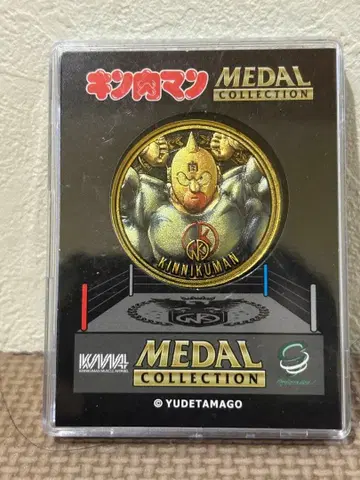 キン肉マン MEDAL
COLLECTION
肉
KINNIKUMAN
MEDAL
COLLECTION
© YUDETAMAGO